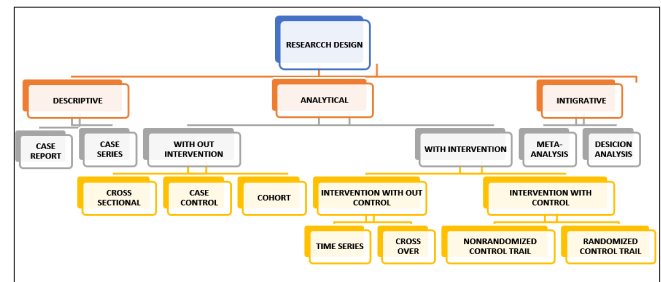 RESEARCCH DESIGN
DESCRIPTIVE
ANALYTICAL
INTIGRATIVE
CASE
REPORT
CASE
SERIES
WITH OUT
INTERVENTION
WITH INTERVENTION
META-
ANALYSIS
DESICION
ANALYSIS
CROSS
SECTIONAL
CASE
CONTROL
COHORT
INTERVENTION WITH OUT
CONTROL
INTERVENTION WITH
CONTROL
TIME SERIES
CROSS
OVER
NONRANDOMIZED
CONTROL TRAIL
RANDOMIZED
CONTROL TRAIL